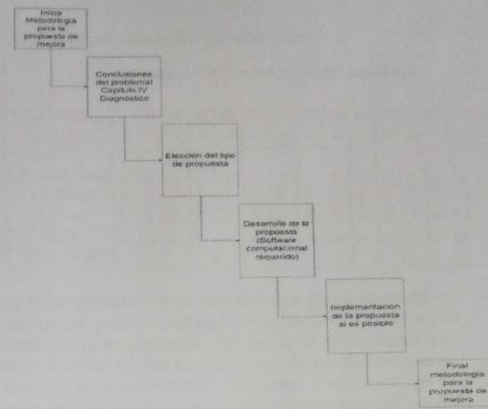 Inicio
Metodología
para la
propuesta de
mejora
Conclusiones
del problema/
Capítulo IV
Diagnóstico
Elección del tipo
de propuesta
Desarrollo de la
propuesta
(Software
computacional
requerido)
Implementación
de la propuesta
si es posible
Final
metodología
para la
propuesta de
mejora